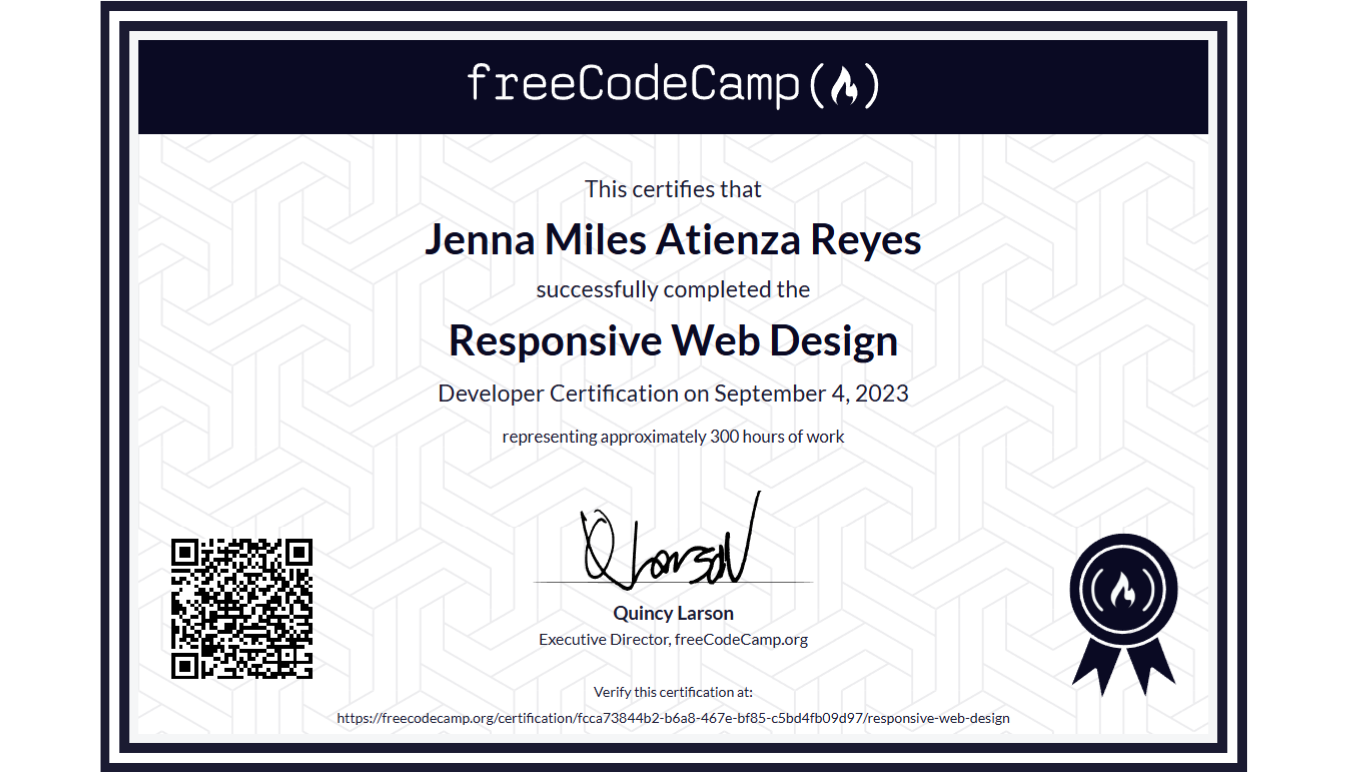 freeCodeCamp
This certifies that
Jenna Miles Atienza Reyes
successfully completed the
Responsive Web Design
Developer Certification on September 4, 2023
representing approximately 300 hours of work
QLarson
Quincy Larson
Executive Director, freeCodeCamp.org
Verify this certification at:
https://freecodecamp.org/certification/fcca73844b2-b6a8-467e-bf85-c5bd4fb09d97/responsive-web-design